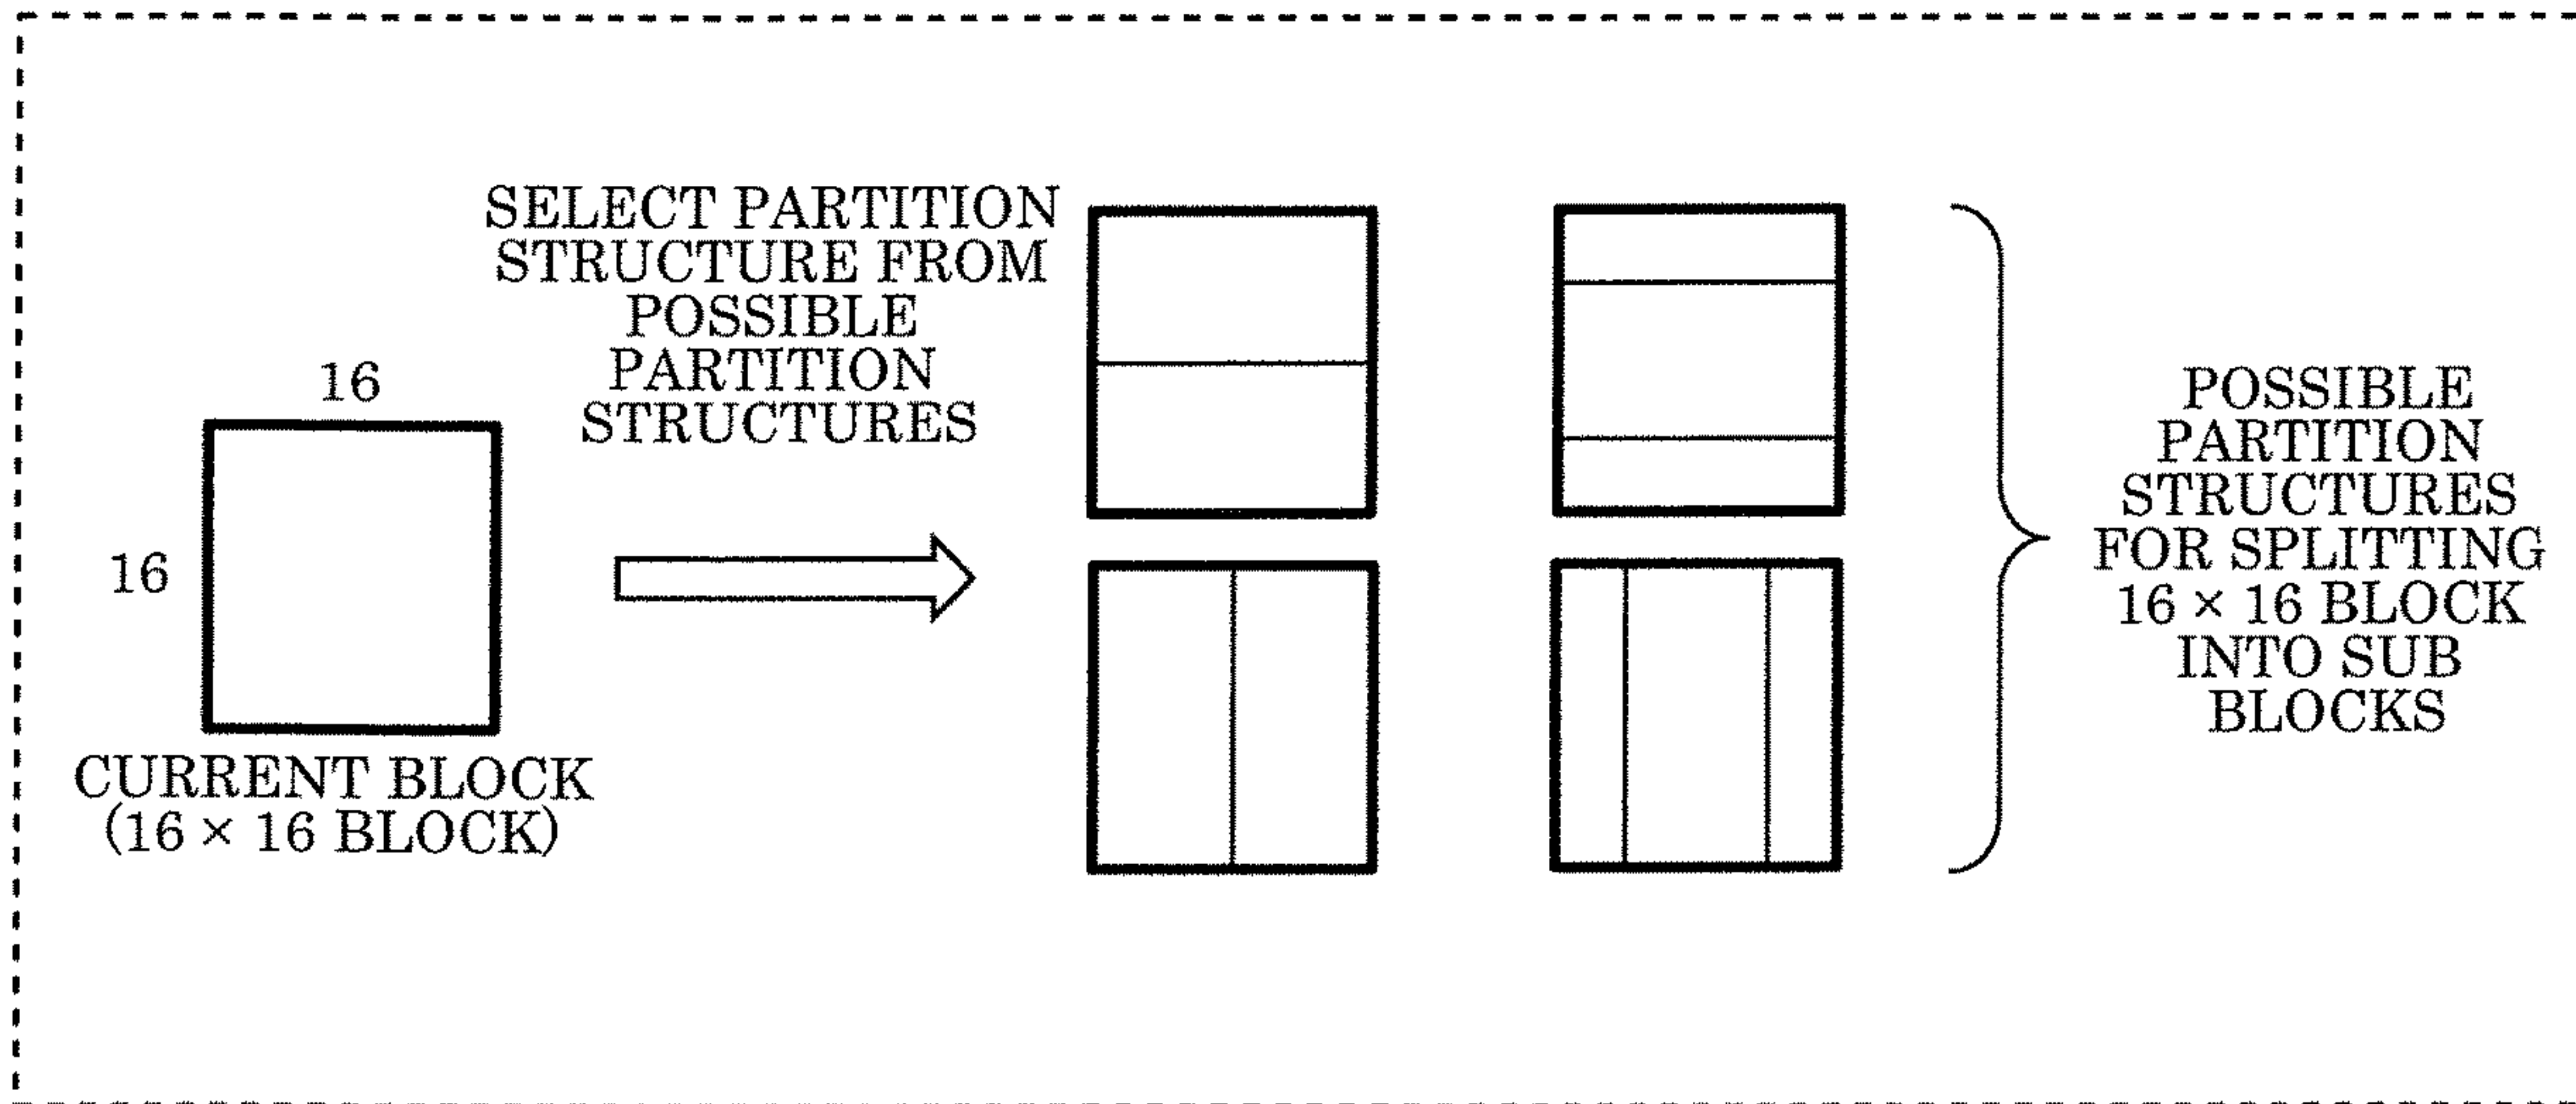 SELECT PARTITION
STRUCTURE FROM
POSSIBLE
PARTITION
STRUCTURES
16
16
CURRENT BLOCK
(16 × 16 BLOCK)
POSSIBLE
PARTITION
STRUCTURES
FOR SPLITTING
16 × 16 BLOCK
INTO SUB
BLOCKS